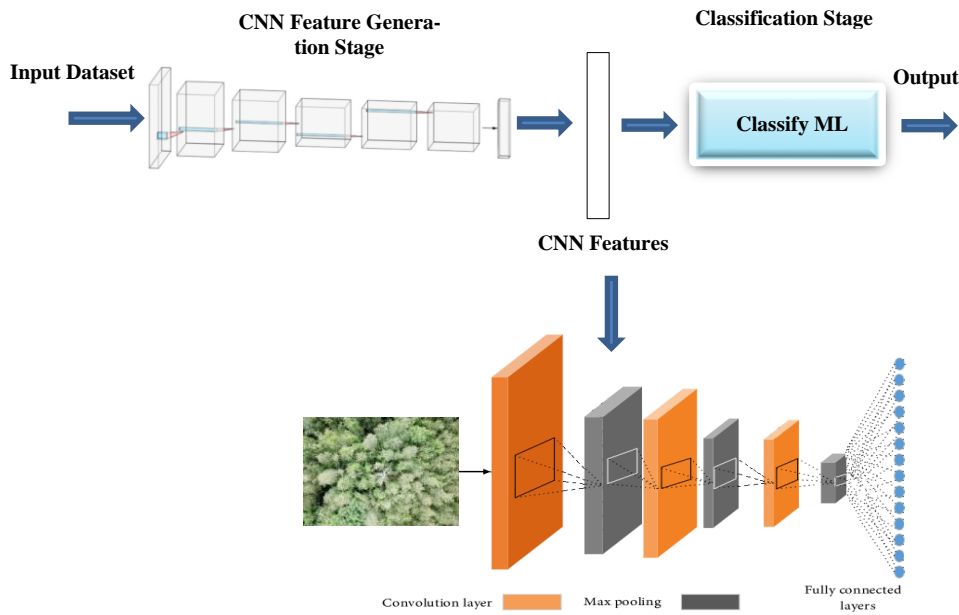 CNN Feature Genera-
tion Stage
Classification Stage
Input Dataset
Output
Classify ML
CNN Features
Convolution layer
Max pooling
Fully connected
layers